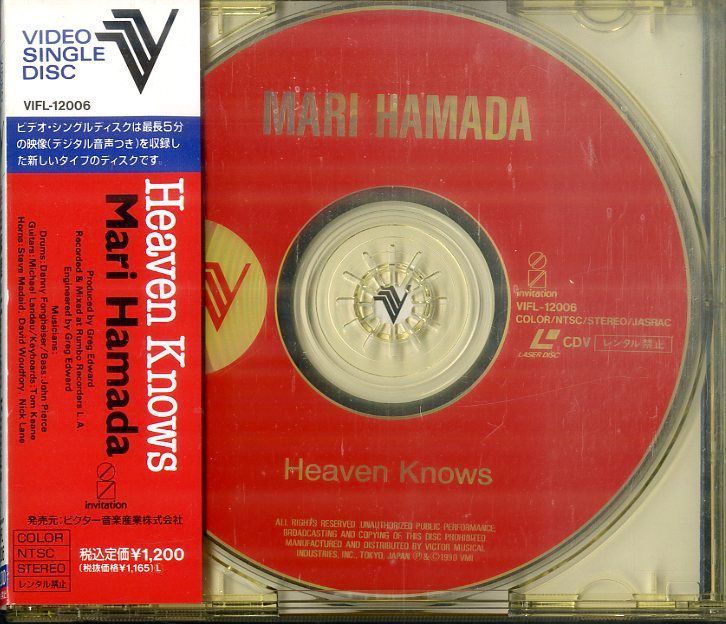 VIDEO
SINGLE
DISC
VIFL-12006
ビデオ・シングルディスクは最長5分
の映像(デジタル音声つき)を収録し
た新しいタイプのディスクです。
Heaven Knows
Mari Hamada
Produced by Greg Edward
Recorded & Mixed at Rumbo Recorders L. A.
Engineered by Greg Edward
Musicians:
Drums: Danny Fongheiser/Bass: John Pierce
Guitars: Michael Landau/Keyboards: Tom Keane
Horns: Steve Madaid, David Woudfory, Nick Lane
invitation
発売元:ビクター音楽産業株式会社
COLOR
NTSC
STEREO
レンタル禁止
税込定価¥1,200
(税抜価格¥1,165) L
MARI HAMADA
invitation
VIFL-12006
COLOR/NTSC/STEREO/JASRAC
LASER DISC
CDV
レンタル禁止
Heaven Knows
ALL RIGHTS RESERVED. UNAUTHORIZED PUBLIC PERFORMANCE,
BROADCASTING AND COPYING OF THIS DISC PROHIBITED
MANUFACTURED AND DISTRIBUTED BY VICTOR MUSICAL
INDUSTRIES, INC., TOKYO, JAPAN Ⓟ&©1990 VMI